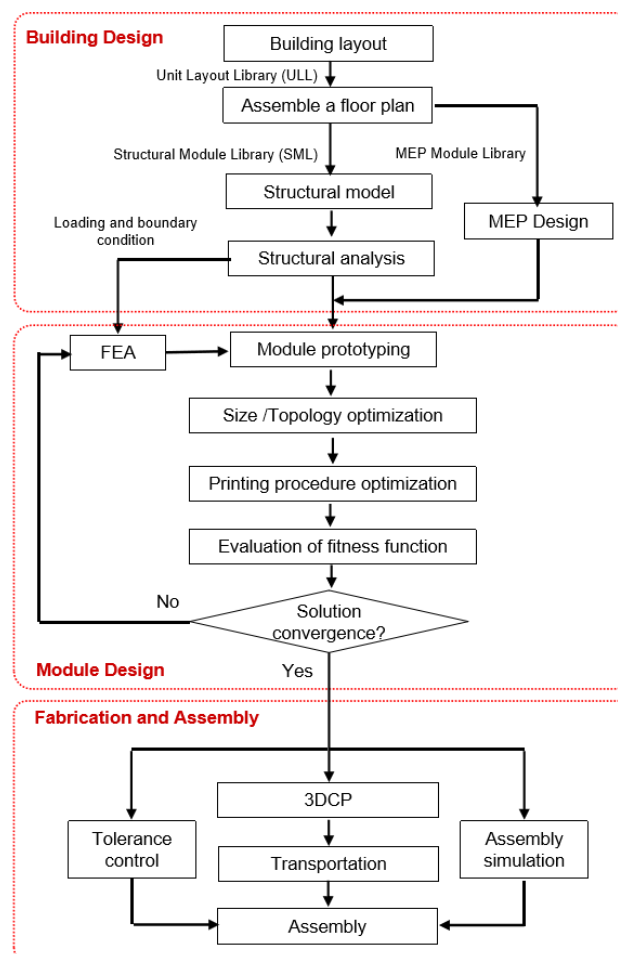 Building Design
Building layout
Unit Layout Library (ULL)
Assemble a floor plan
Structural Module Library (SML)
MEP Module Library
Structural model
Loading and boundary
condition
MEP Design
Structural analysis
FEA
Module prototyping
Size /Topology optimization
Printing procedure optimization
Evaluation of fitness function
No
Solution
convergence?
Module Design
Yes
Fabrication and Assembly
3DCP
Tolerance
control
Assembly
simulation
Transportation
Assembly